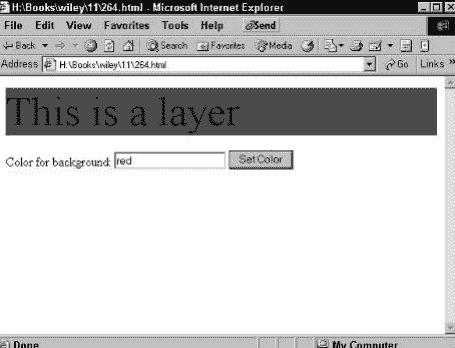 H:\Books\wiley\11\264.html - Microsoft Internet Explorer
File Edit View Favorites Tools Help Send
Back Search Favorites Media
Address H:\Books\wiley\11\264.html Go Links »
This is a layer
Color for background: red Set Color
Done My Computer